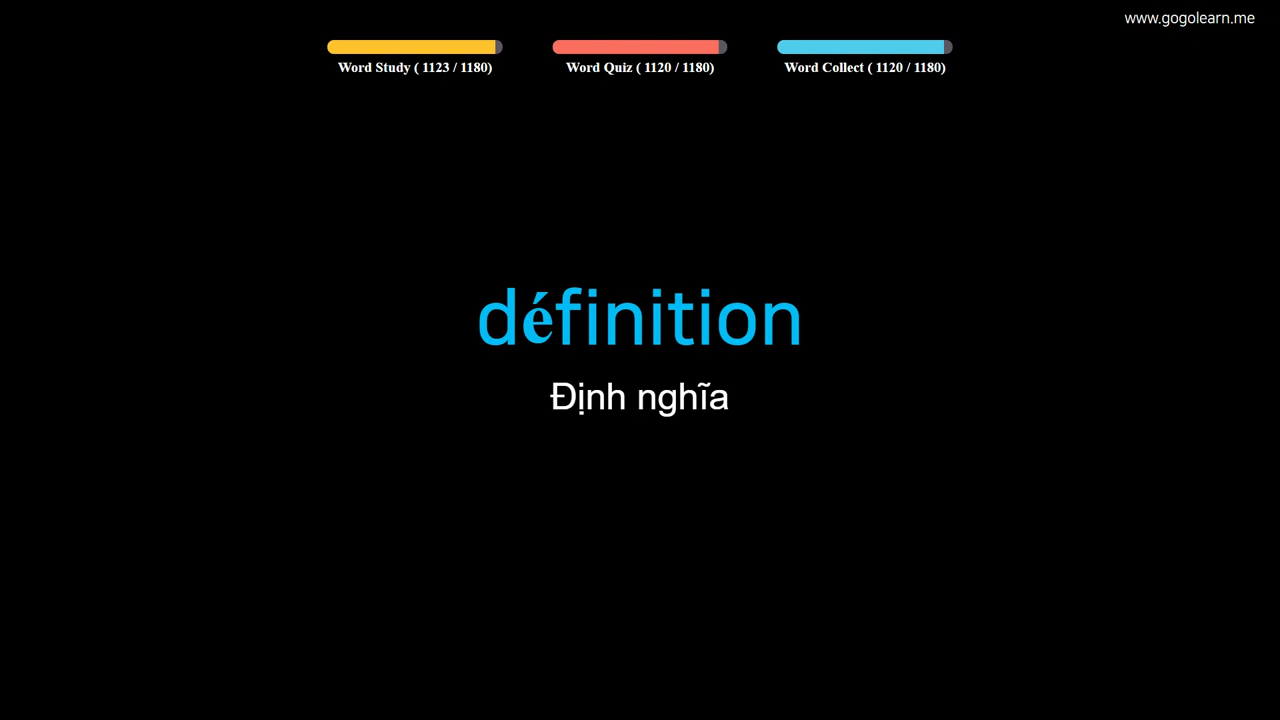 www.gogolearn.me
Word Study ( 1123 / 1180)
Word Quiz ( 1120 / 1180)
Word Collect ( 1120 / 1180)
définition
Định nghĩa